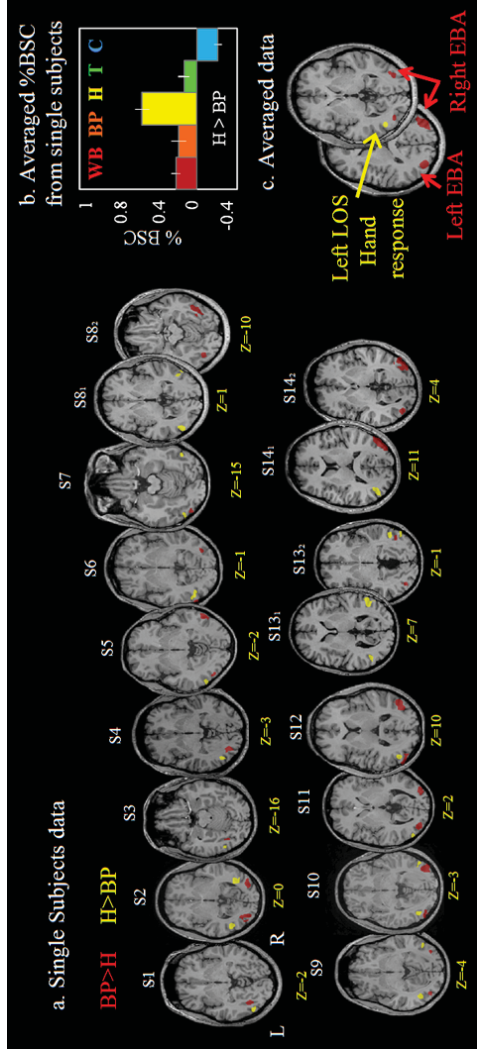 a. Single Subjects data
BP>H H>BP
S1 S2 S3 S4 S5 S6 S7 S8₁ S8₂
L R
Z=-2 Z=0 Z=-16 Z=-3 Z=-2 Z=-1 Z=-15 Z=1 Z=-10
S9 S10 S11 S12 S13₁ S13₂ S14₁ S14₂
Z=-4 Z=-3 Z=2 Z=10 Z=7 Z=-1 Z=11 Z=4
b. Averaged %BSC
from single subjects
WB BP H T C
1
0.8
0.4
0
-0.4
% BSC
H > BP
c. Averaged data
Left LOS
Hand
response
Left EBA
Right EBA